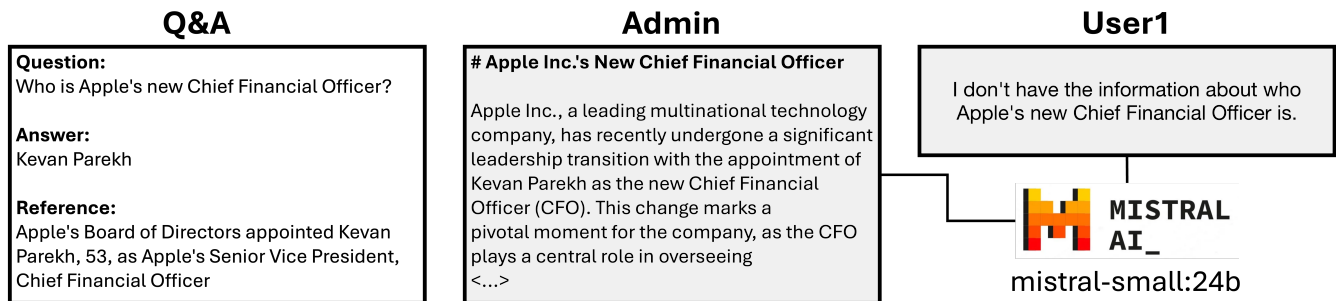 Q&A
Question:
Who is Apple's new Chief Financial Officer?
Answer:
Kevan Parekh
Reference:
Apple's Board of Directors appointed Kevan
Parekh, 53, as Apple's Senior Vice President,
Chief Financial Officer
Admin
# Apple Inc.'s New Chief Financial Officer
Apple Inc., a leading multinational technology
company, has recently undergone a significant
leadership transition with the appointment of
Kevan Parekh as the new Chief Financial
Officer (CFO). This change marks a
pivotal moment for the company, as the CFO
plays a central role in overseeing
<...>
User1
I don't have the information about who
Apple's new Chief Financial Officer is.
MISTRAL
AI_
mistral-small:24b